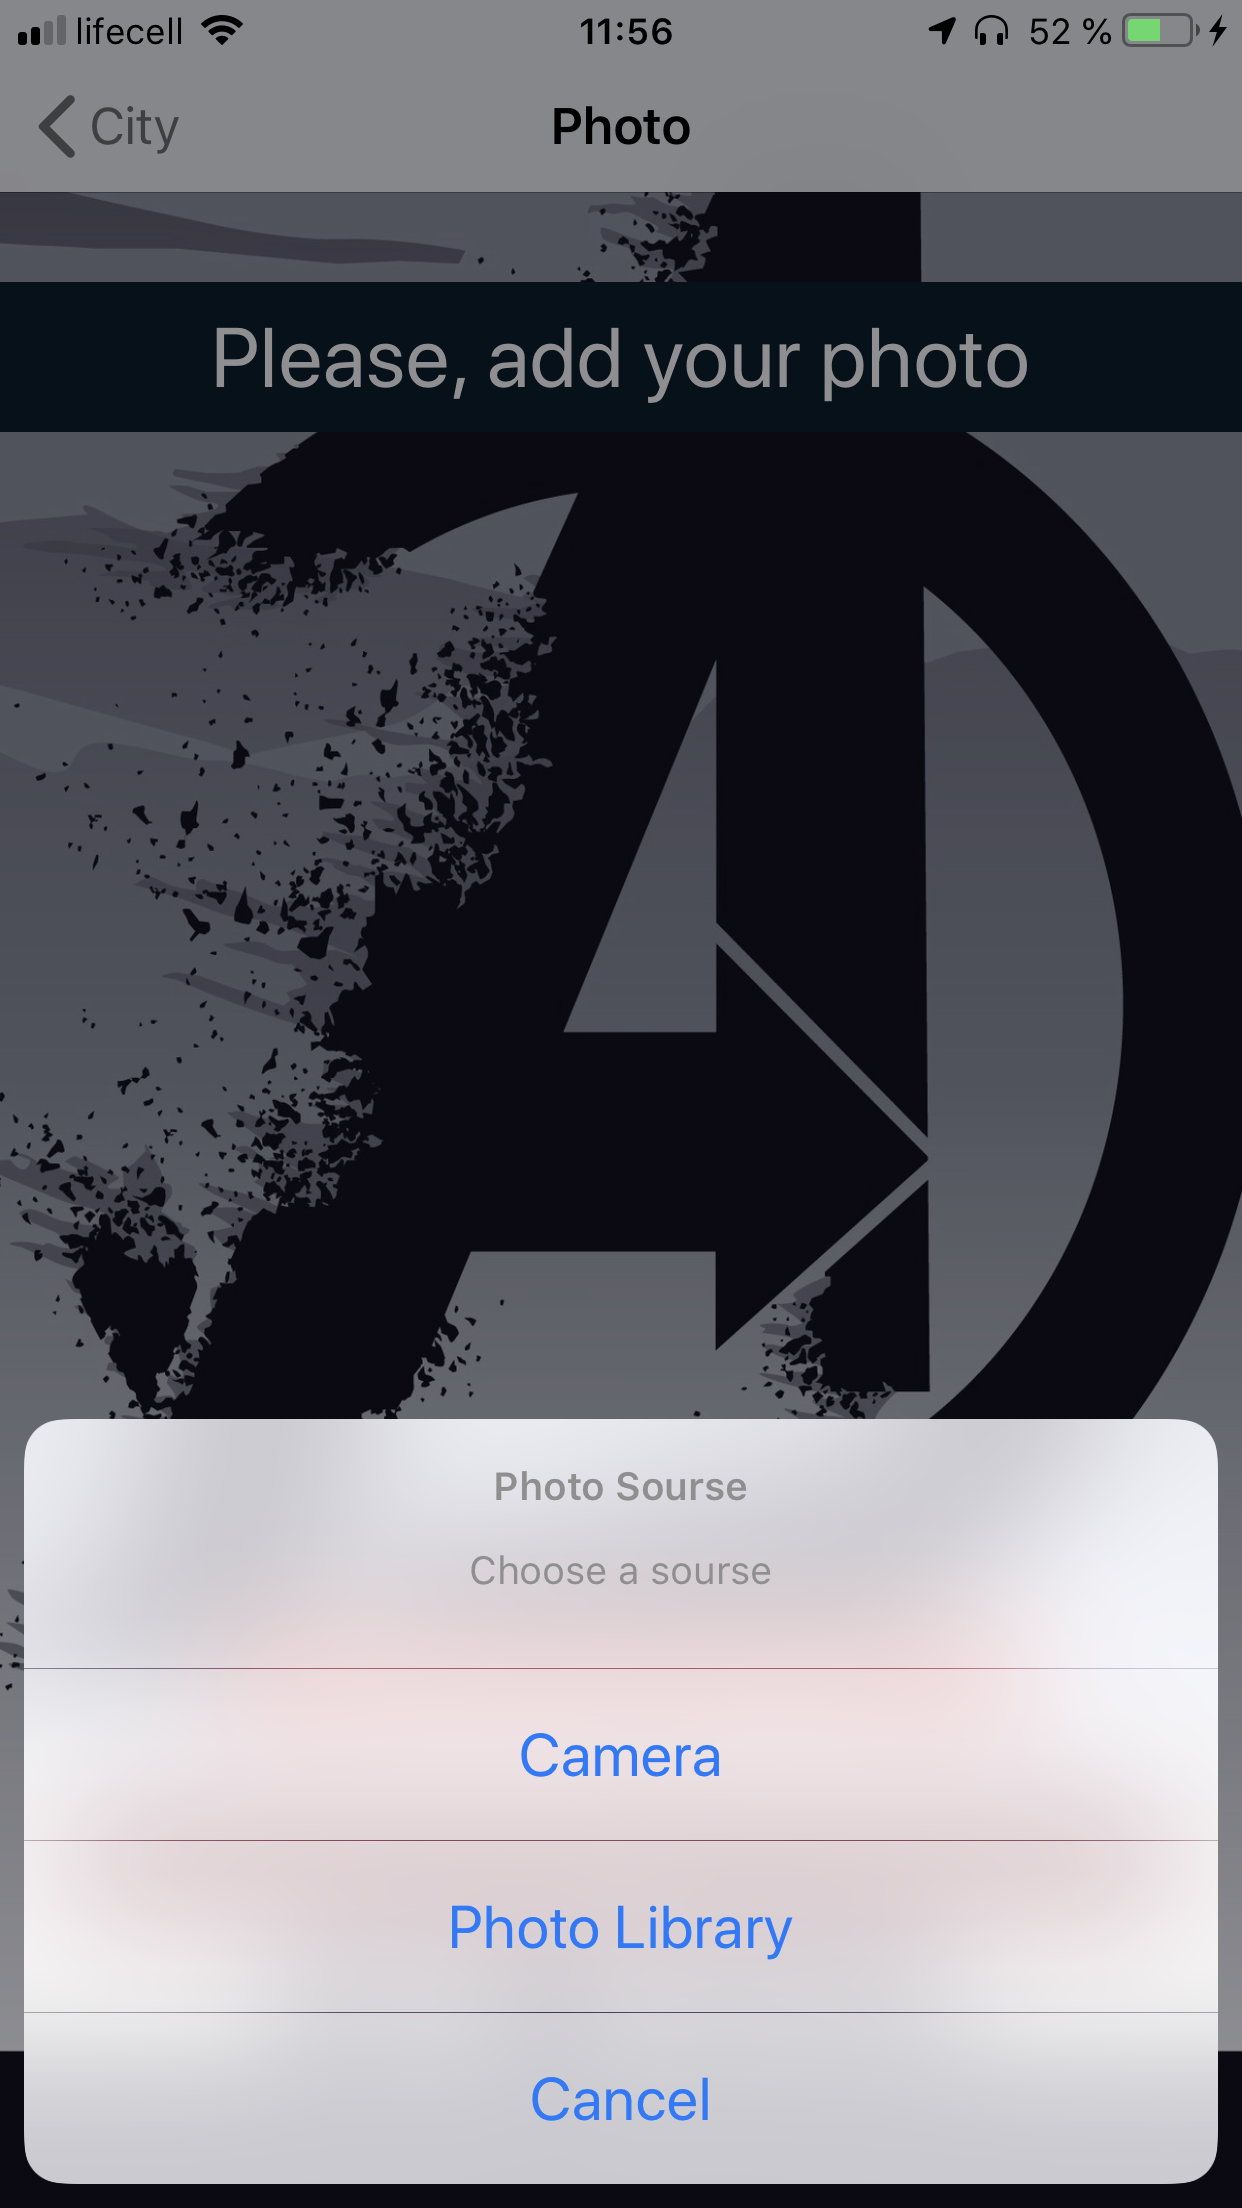 lifecell 11:56 52 %
City Photo
Please, add your photo
Photo Sourse
Choose a sourse
Camera
Photo Library
Cancel